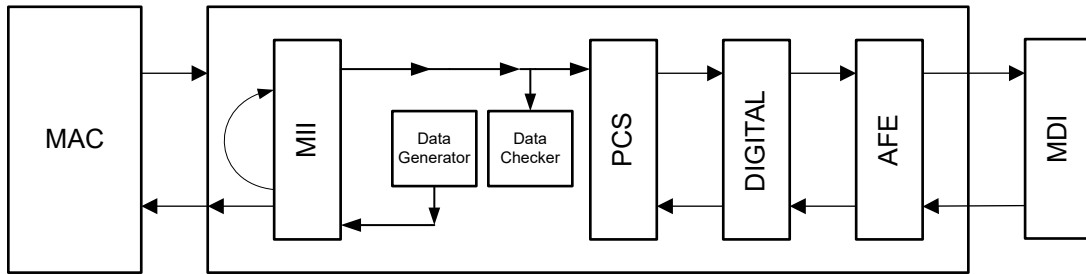 MAC
MII
Data
Generator
Data
Checker
PCS
DIGITAL
AFE
MDI